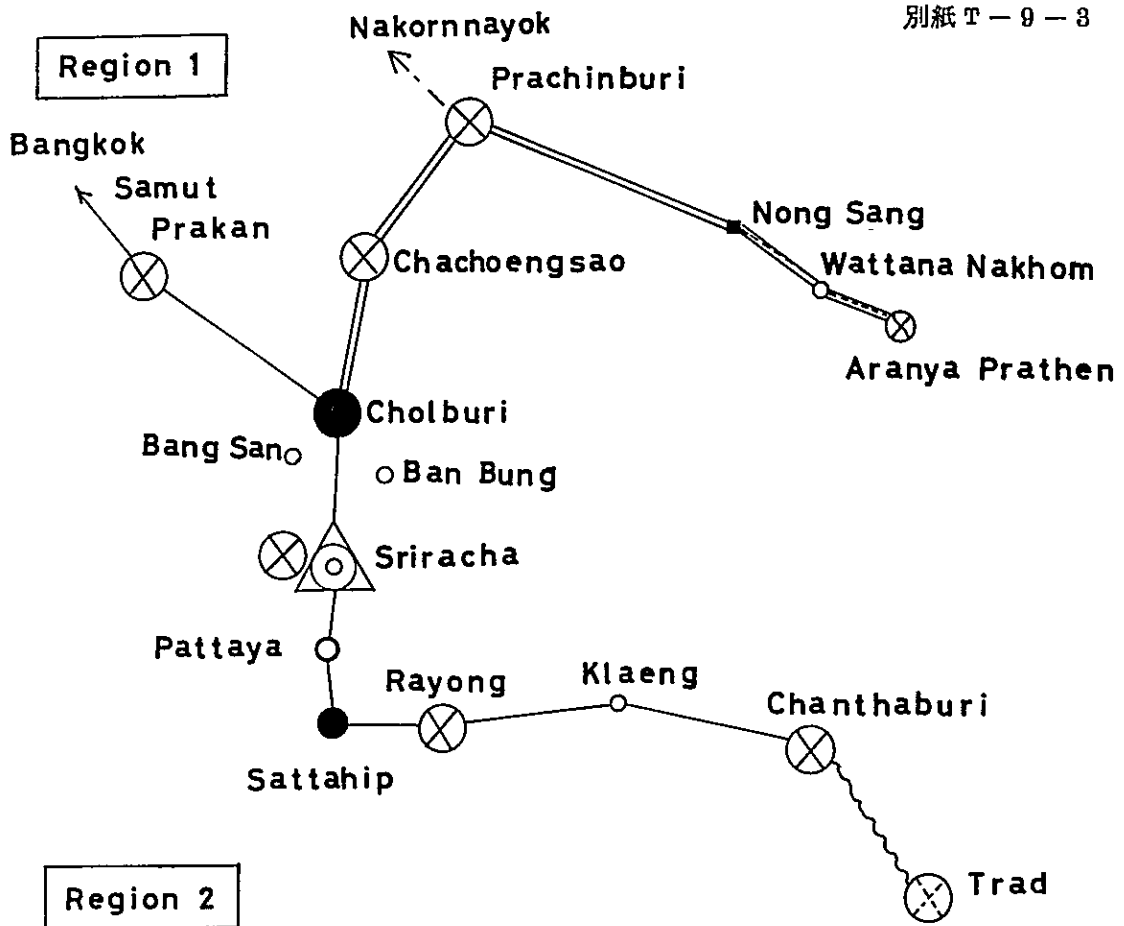 別紙 T － 9 － 3
Nakornnayok
Region 1
Prachinburi
Bangkok
Samut
Prakan
Nong Sang
Chachoengsao
Wattana Nakhom
Aranya Prathen
Cholburi
Bang San
Ban Bung
Sriracha
Pattaya
Rayong
Klaeng
Chanthaburi
Sattahip
Trad
Region 2